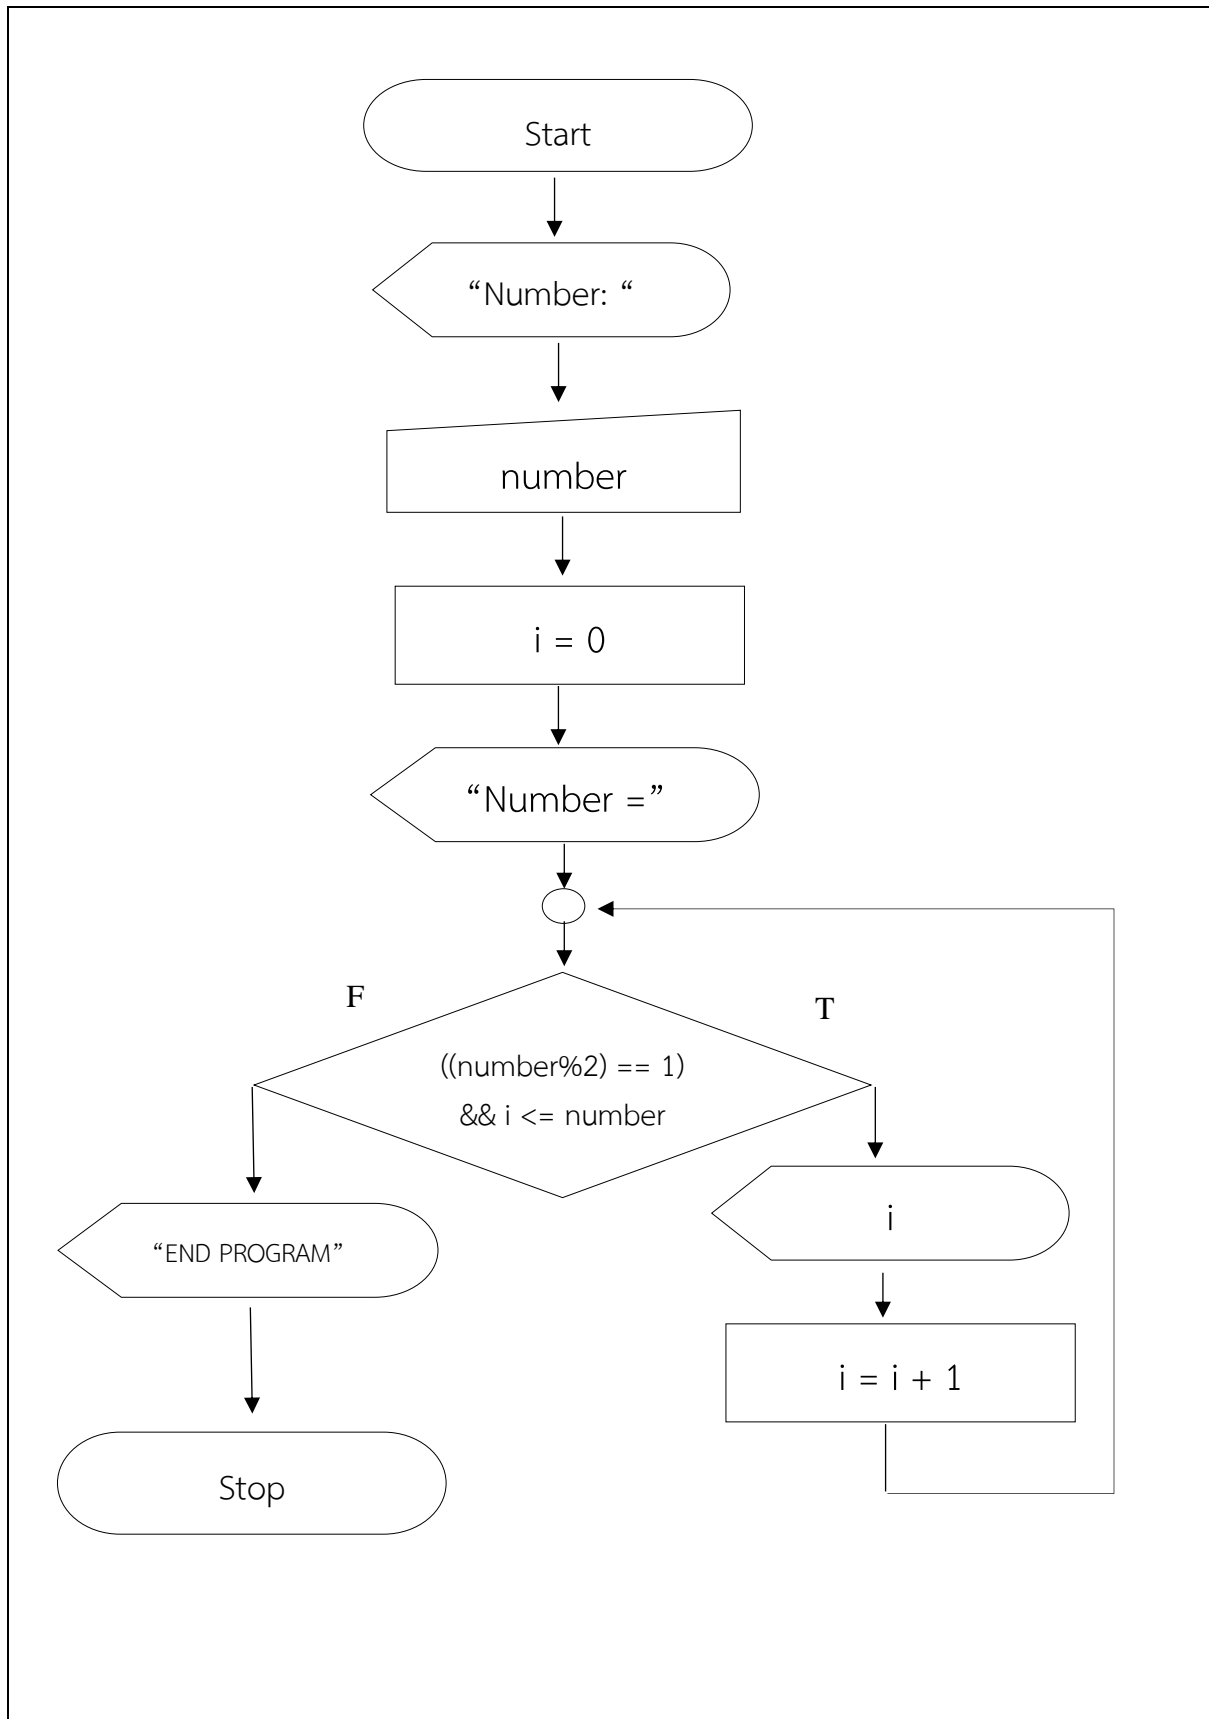 Start
“Number: “
number
i = 0
“Number =”
F
T
((number%2) == 1)
&& i <= number
i
“END PROGRAM”
i = i + 1
Stop